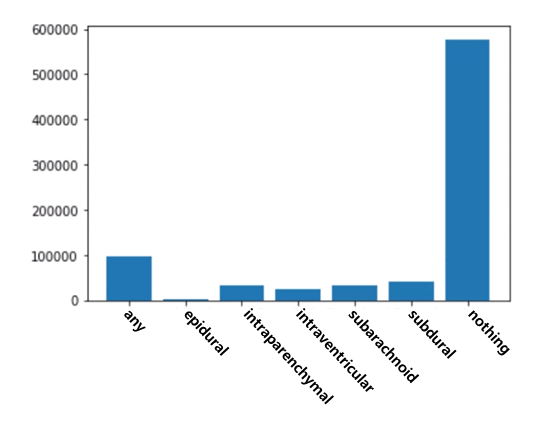 600000
500000
400000
300000
200000
100000
0
any
epidural
intraparenchymal
intraventricular
subarachnoid
subdural
nothing